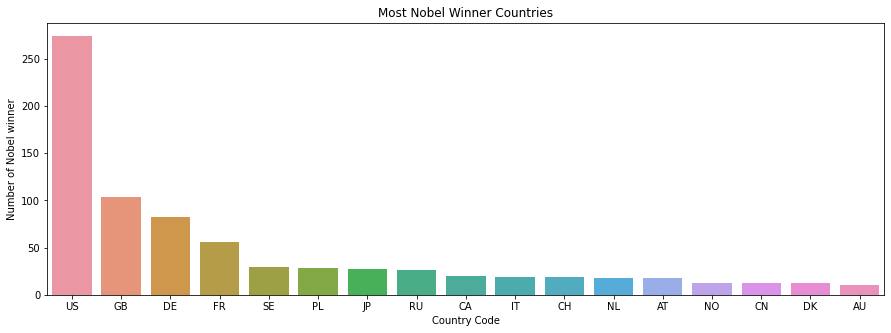 Most Nobel Winner Countries
Number of Nobel winner
250
200
150
100
50
0
US GB DE FR SE PL JP RU CA IT CH NL AT NO CN DK AU
Country Code